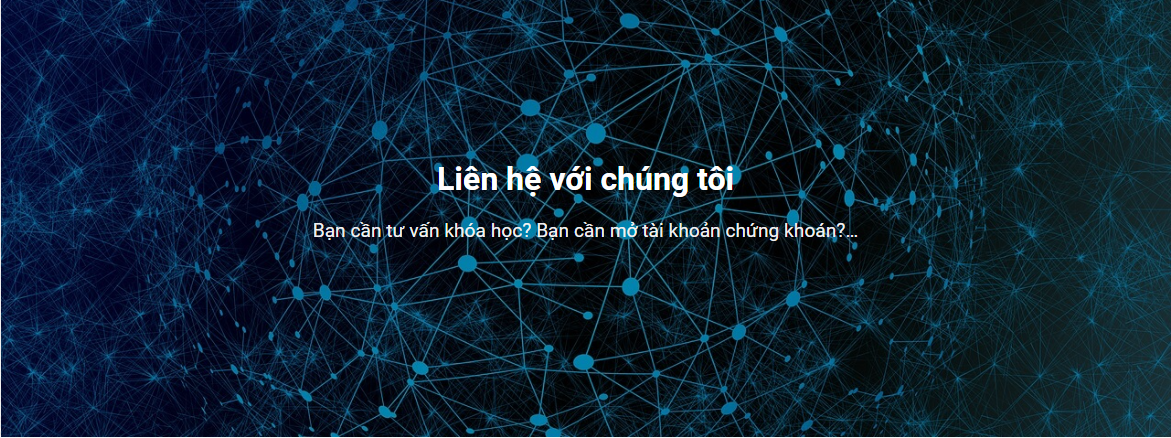 Liên hệ với chúng tôi
Bạn cần tư vấn khóa học? Bạn cần mở tài khoản chứng khoán?...